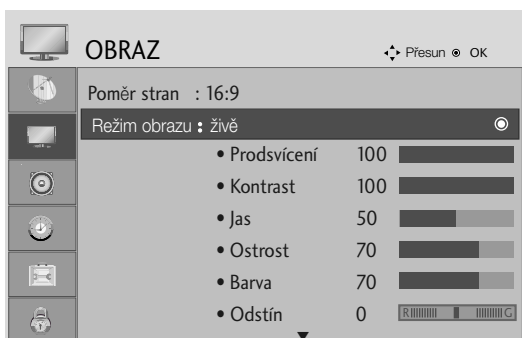 OBRAZ Přesun OK
Poměr stran : 16:9
Režim obrazu : živě
• Prodsvícení 100
• Kontrast 100
• Jas 50
• Ostrost 70
• Barva 70
• Odstín 0 R G